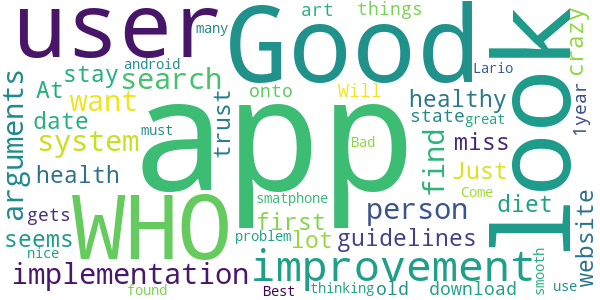 user
Good
look
app
WHO
improvement
implementation
many
art
things
android
At
stay
search
onto
Will
Lario
crazy
want
date
system
trust
healthy
state
great
1year
arguments
must
Bad
find
miss
health
Just
Come
diet
website
gets
person
smatphone
first
seems
lot
guidelines
problem
nice
smooth
found
Best
thinking
old
download
use